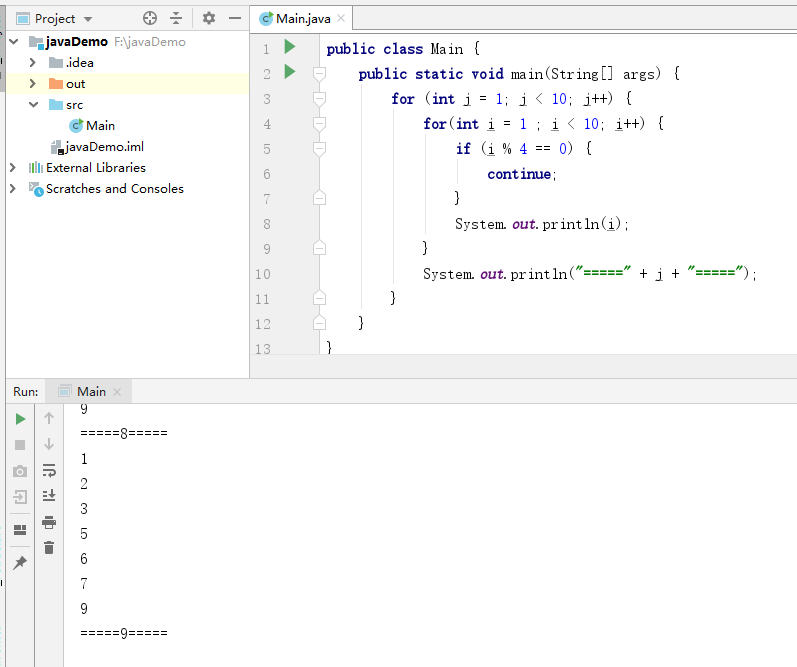 Project
Main.java
javaDemo F:\javaDemo
.idea
out
src
Main
javaDemo.iml
External Libraries
Scratches and Consoles
1 public class Main {
2 public static void main(String[] args) {
3 for (int j = 1; j < 10; j++) {
4 for(int i = 1 ; i < 10; i++) {
5 if (i % 4 == 0) {
6 continue;
7 }
8 System.out.println(i);
9 }
10 System.out.println("=====" + j + "=====");
11 }
12 }
13 }
Run: Main
9
=====8=====
1
2
3
5
6
7
9
=====9=====